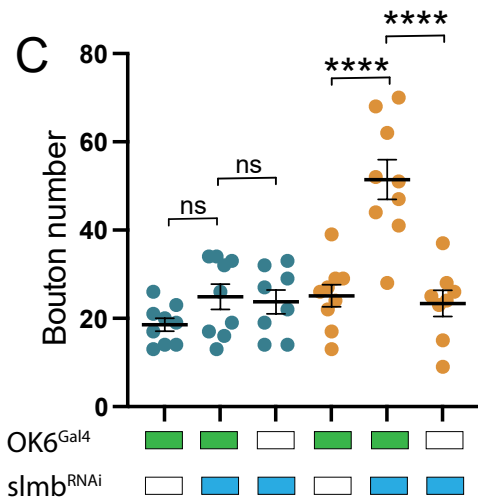 C
****
****
80
ns
60
ns
Bouton number
40
20
0
OK6Gal4
slmbRNAi